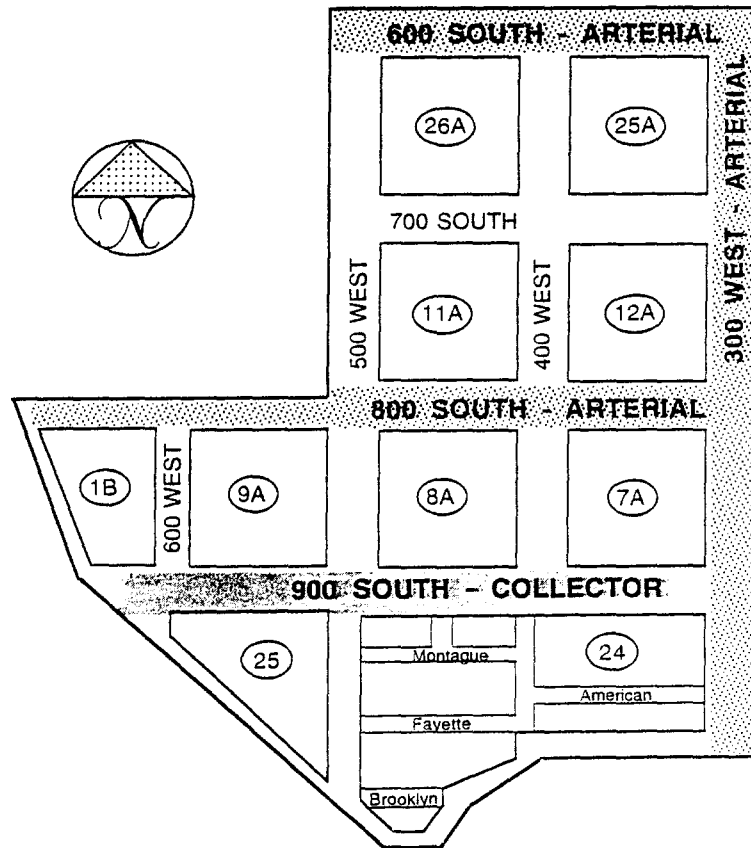 600 SOUTH - ARTERIAL
26A
25A
300 WEST - ARTERIAL
N
700 SOUTH
500 WEST
11A
400 WEST
12A
800 SOUTH - ARTERIAL
1B
600 WEST
9A
8A
7A
900 SOUTH - COLLECTOR
25
Montague
24
American
Fayette
Brooklyn